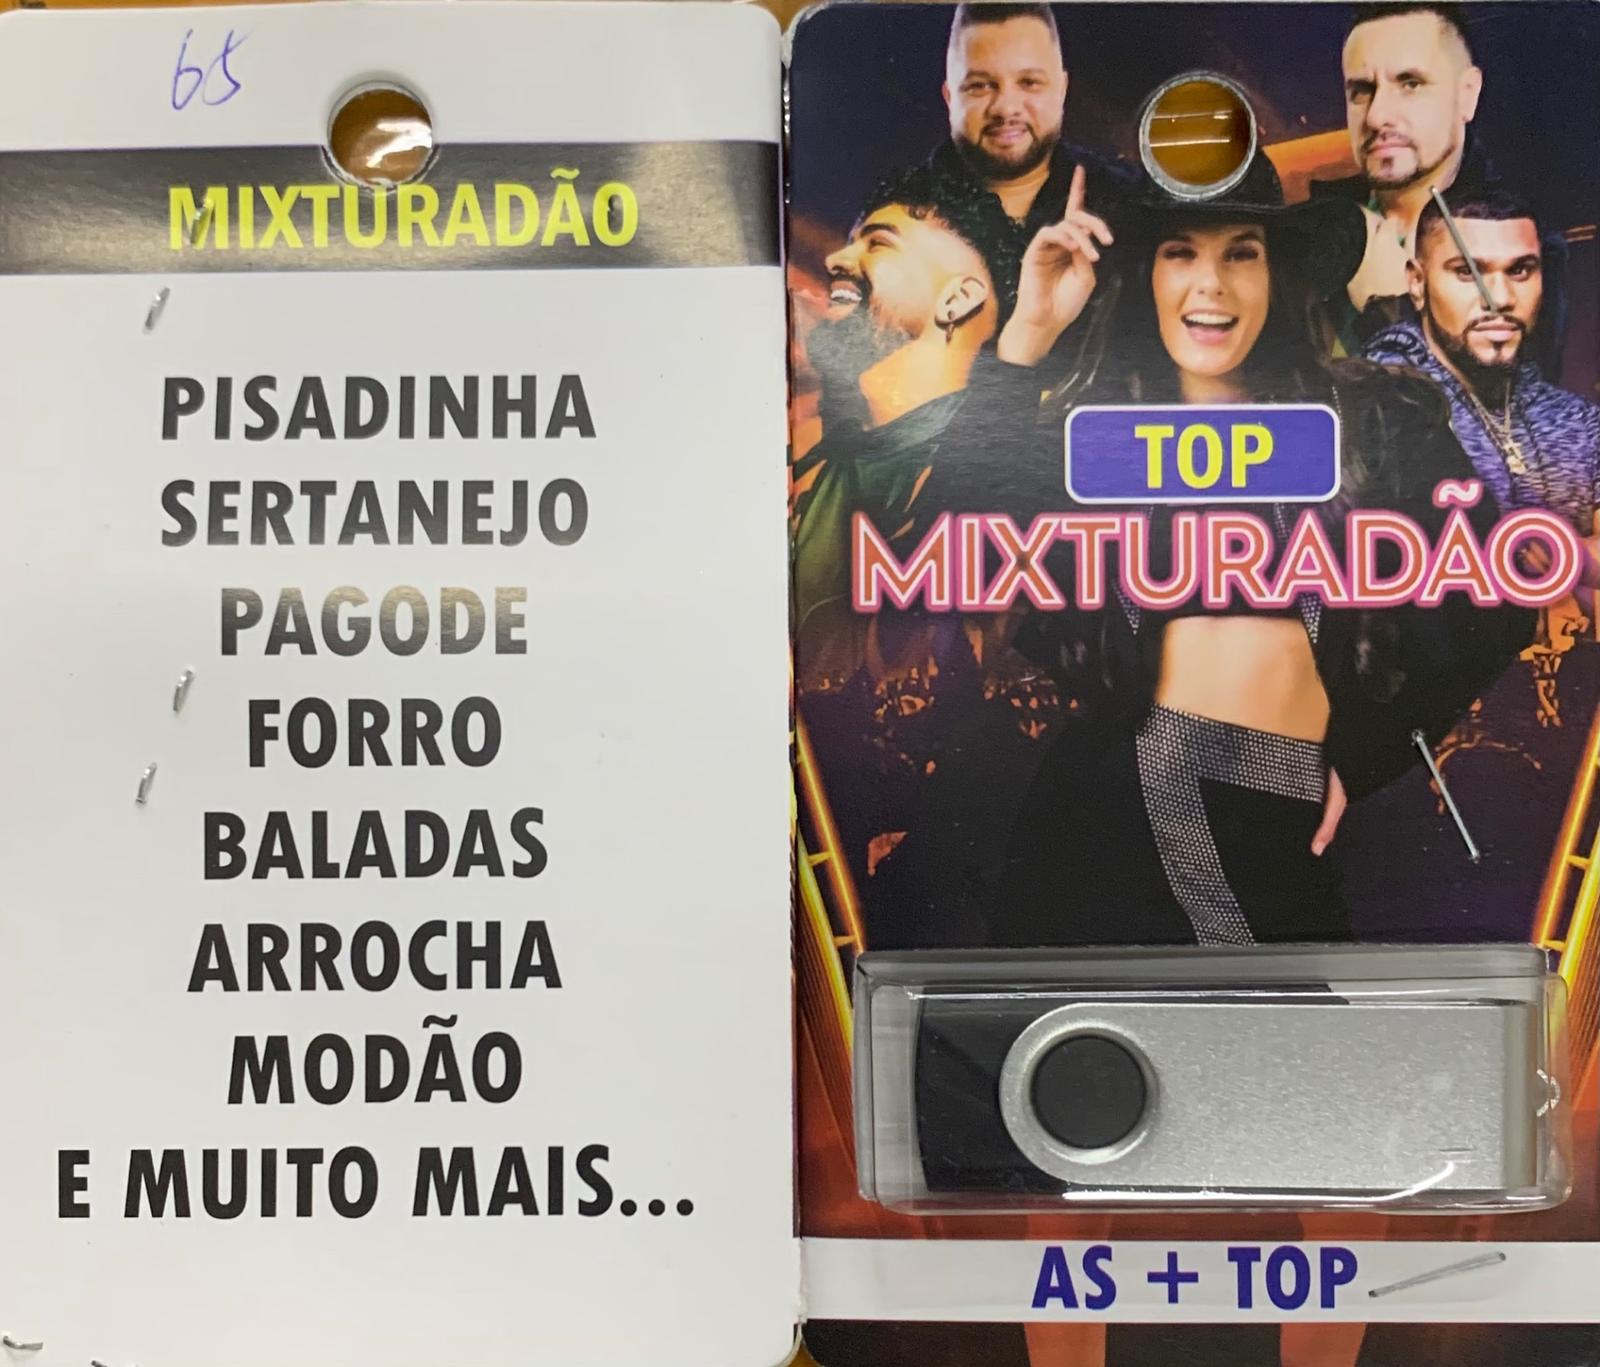 65
MIXTURADÃO
PISADINHA
SERTANEJO
PAGODE
FORRO
BALADAS
ARROCHA
MODÃO
E MUITO MAIS...
TOP
MIXTURADÃO
AS + TOP